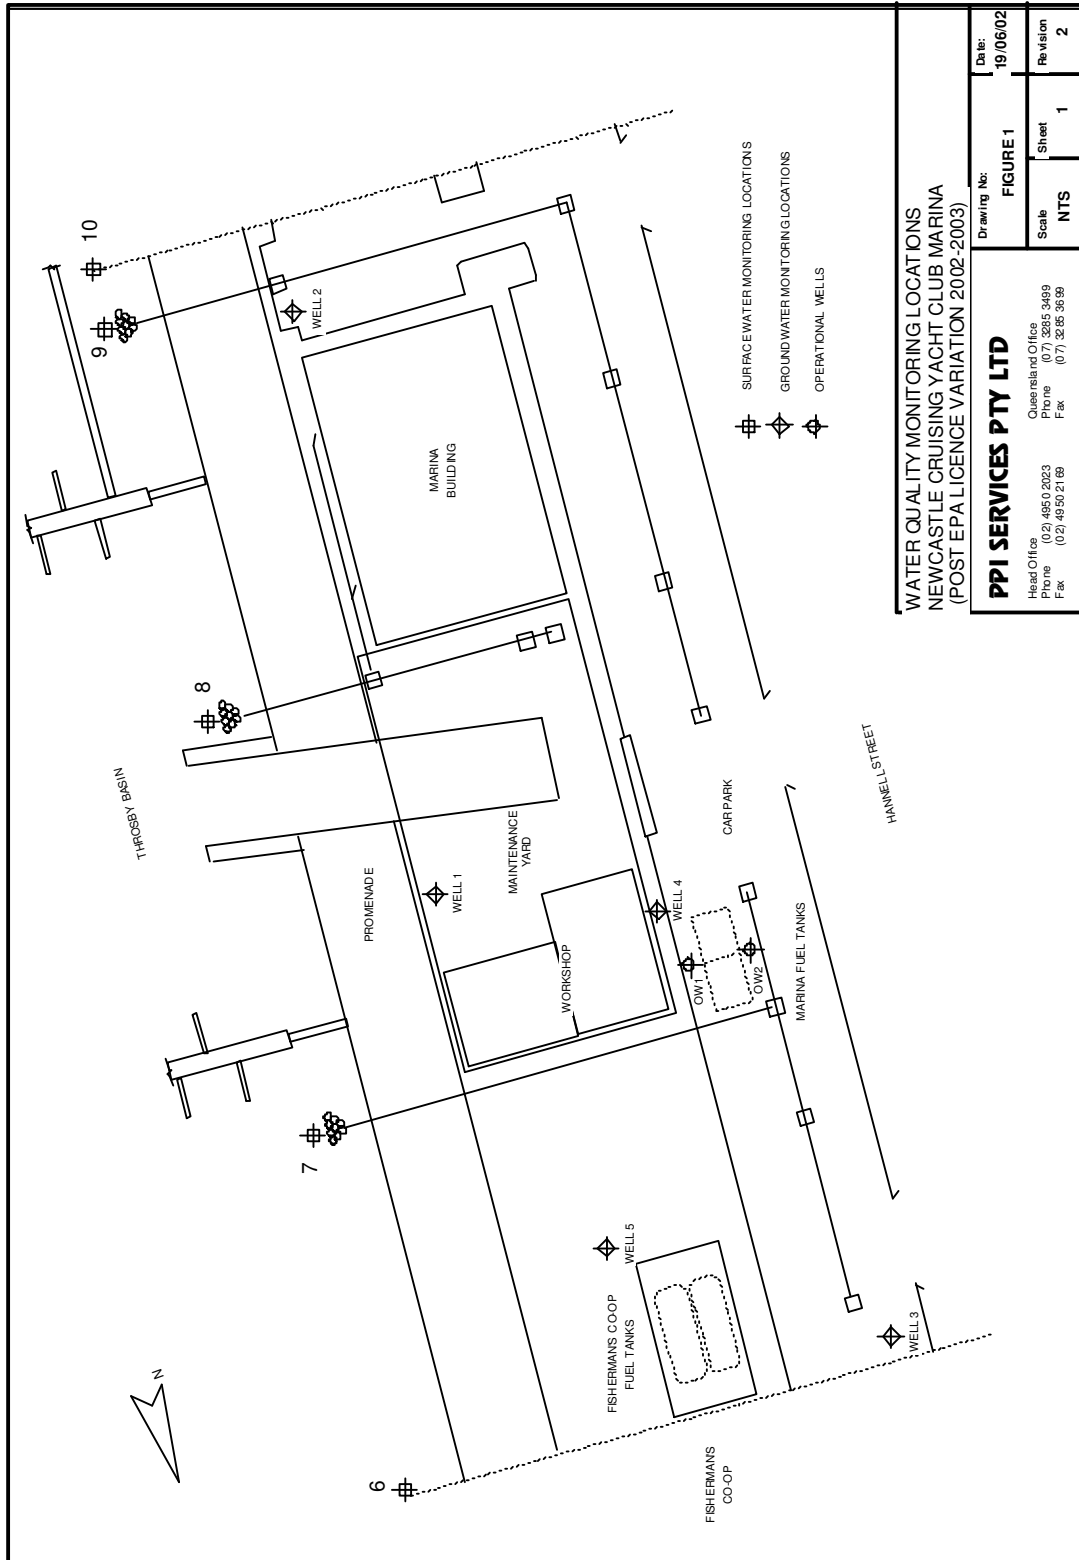 10
9
8
7
6
THROSBY BASIN
N
PROMENADE
WELL 2
MARINA
BUILDING
WELL 1
MAINTENANCE
YARD
WORKSHOP
WELL 4
OW1
OW2
CAR PARK
MARINA FUEL TANKS
HANNELL STREET
WELL 5
FISHERMANS CO-OP
FUEL TANKS
WELL 3
FISHERMANS
CO-OP
SURFACE WATER MONITORING LOCATIONS
GROUNDWATER MONITORING LOCATIONS
OPERATIONAL WELLS
WATER QUALITY MONITORING LOCATIONS
NEWCASTLE CRUISING YACHT CLUB MARINA
(POST EPA LICENCE VARIATION 2002-2003)
PPI SERVICES PTY LTD
Head Office
Phone (02) 4950 2023
Fax (02) 4950 2169
Queensland Office
Phone (07) 3285 3499
Fax (07) 3285 3699
Drawing No:
FIGURE 1
Date:
19/06/02
Scale
NTS
Sheet
1
Revision
2